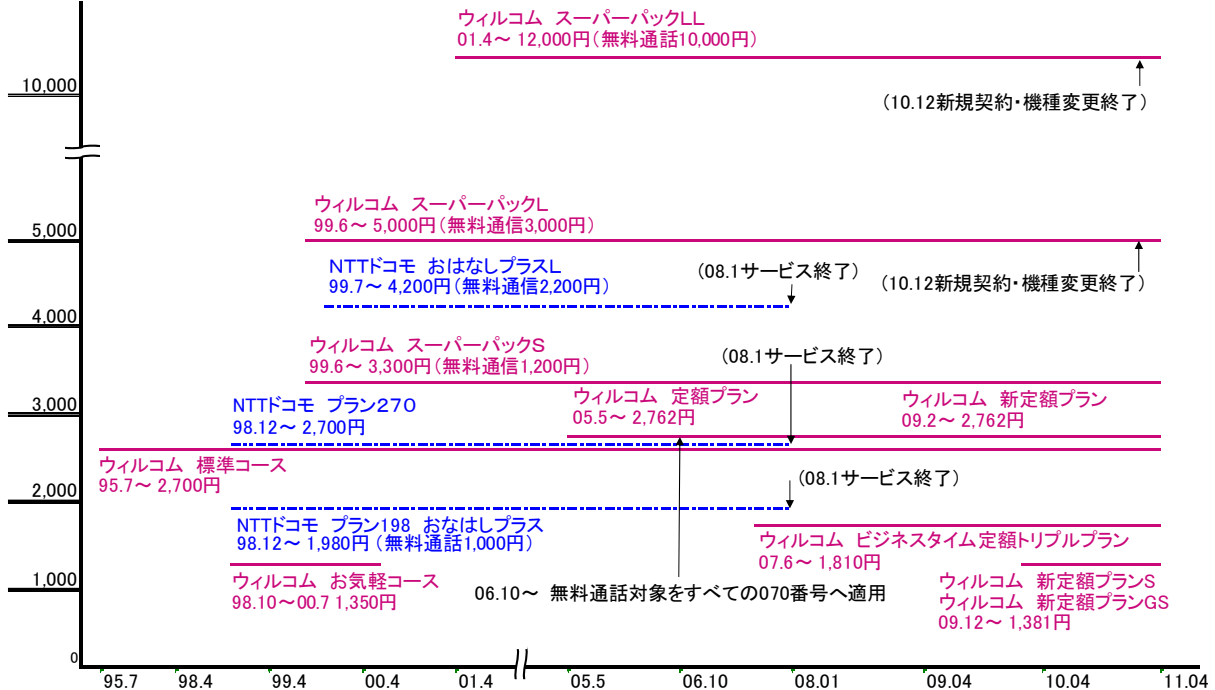 ウィルコム スーパーパックLL
01.4～ 12,000円(無料通話10,000円)
10,000
(10.12新規契約・機種変更終了)
ウィルコム スーパーパックL
99.6～ 5,000円(無料通信3,000円)
5,000
NTTドコモ おはなしプラスL
99.7～ 4,200円(無料通信2,200円)
(08.1サービス終了)
(10.12新規契約・機種変更終了)
4,000
ウィルコム スーパーパックS
99.6～ 3,300円(無料通信1,200円)
(08.1サービス終了)
3,000
NTTドコモ プラン270
98.12～ 2,700円
ウィルコム 定額プラン
05.5～ 2,762円
ウィルコム 新定額プラン
09.2～ 2,762円
ウィルコム 標準コース
95.7～ 2,700円
(08.1サービス終了)
2,000
NTTドコモ プラン198 おなはしプラス
98.12～ 1,980円 (無料通話1,000円)
ウィルコム ビジネスタイム定額トリプルプラン
07.6～ 1,810円
1,000
ウィルコム お気軽コース
98.10～00.7 1,350円
06.10～ 無料通話対象をすべての070番号へ適用
ウィルコム 新定額プランS
ウィルコム 新定額プランGS
09.12～ 1,381円
0
95.7 98.4 99.4 00.4 01.4 05.5 06.10 08.01 09.04 10.04 11.04